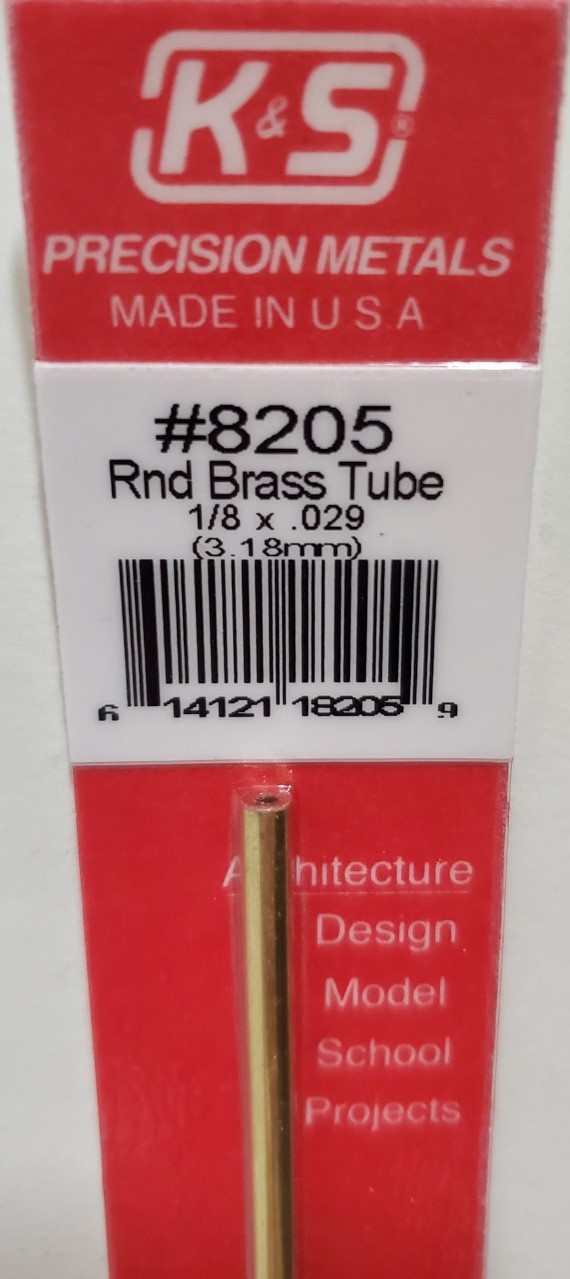 K&S®
PRECISION METALS
MADE IN U S A
#8205
Rnd Brass Tube
1/8 x .029
(3.18mm)
6 14121 18205 9
A hitecture
Design
Model
School
Projects